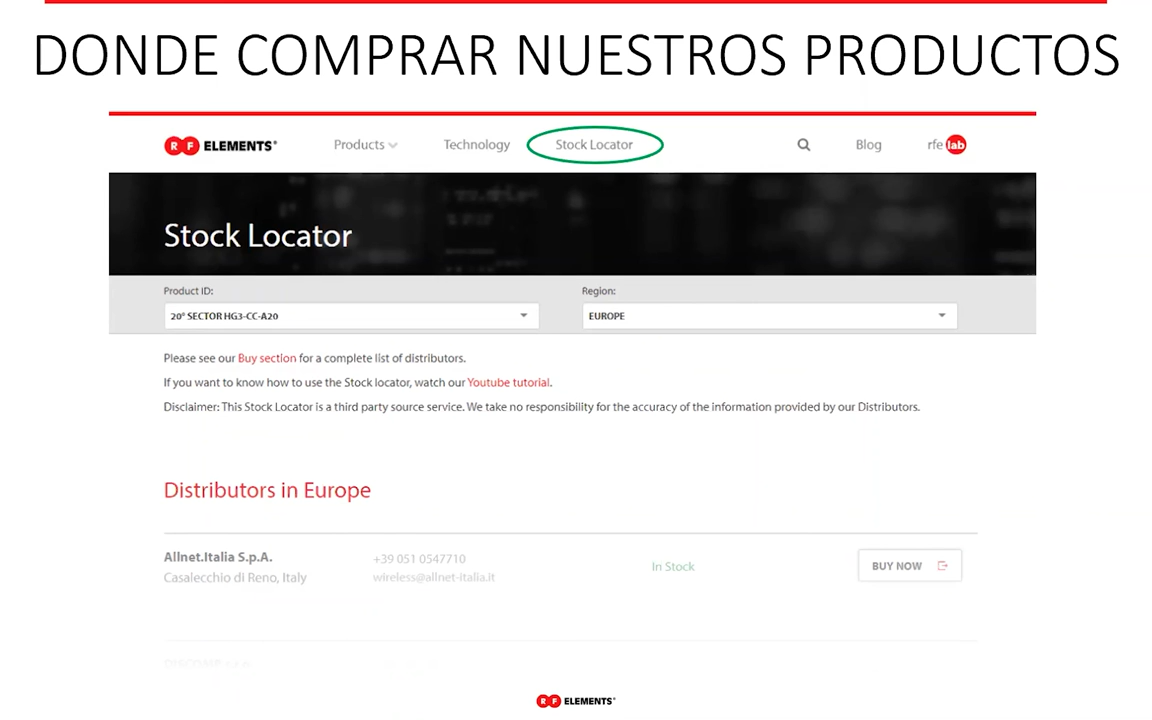 DONDE COMPRAR NUESTROS PRODUCTOS
RF ELEMENTS® Products Technology Stock Locator Blog rfe lab
Stock Locator
Product ID: Region:
20° SECTOR HG3-CC-A20 EUROPE
Please see our Buy section for a complete list of distributors.
If you want to know how to use the Stock locator, watch our Youtube tutorial.
Disclaimer: This Stock Locator is a third party source service. We take no responsibility for the accuracy of the information provided by our Distributors.
Distributors in Europe
Allnet.Italia S.p.A. +39 051 0547710
In Stock BUY NOW
Casalecchio di Reno, Italy wireless@allnet-italia.it
RF ELEMENTS®